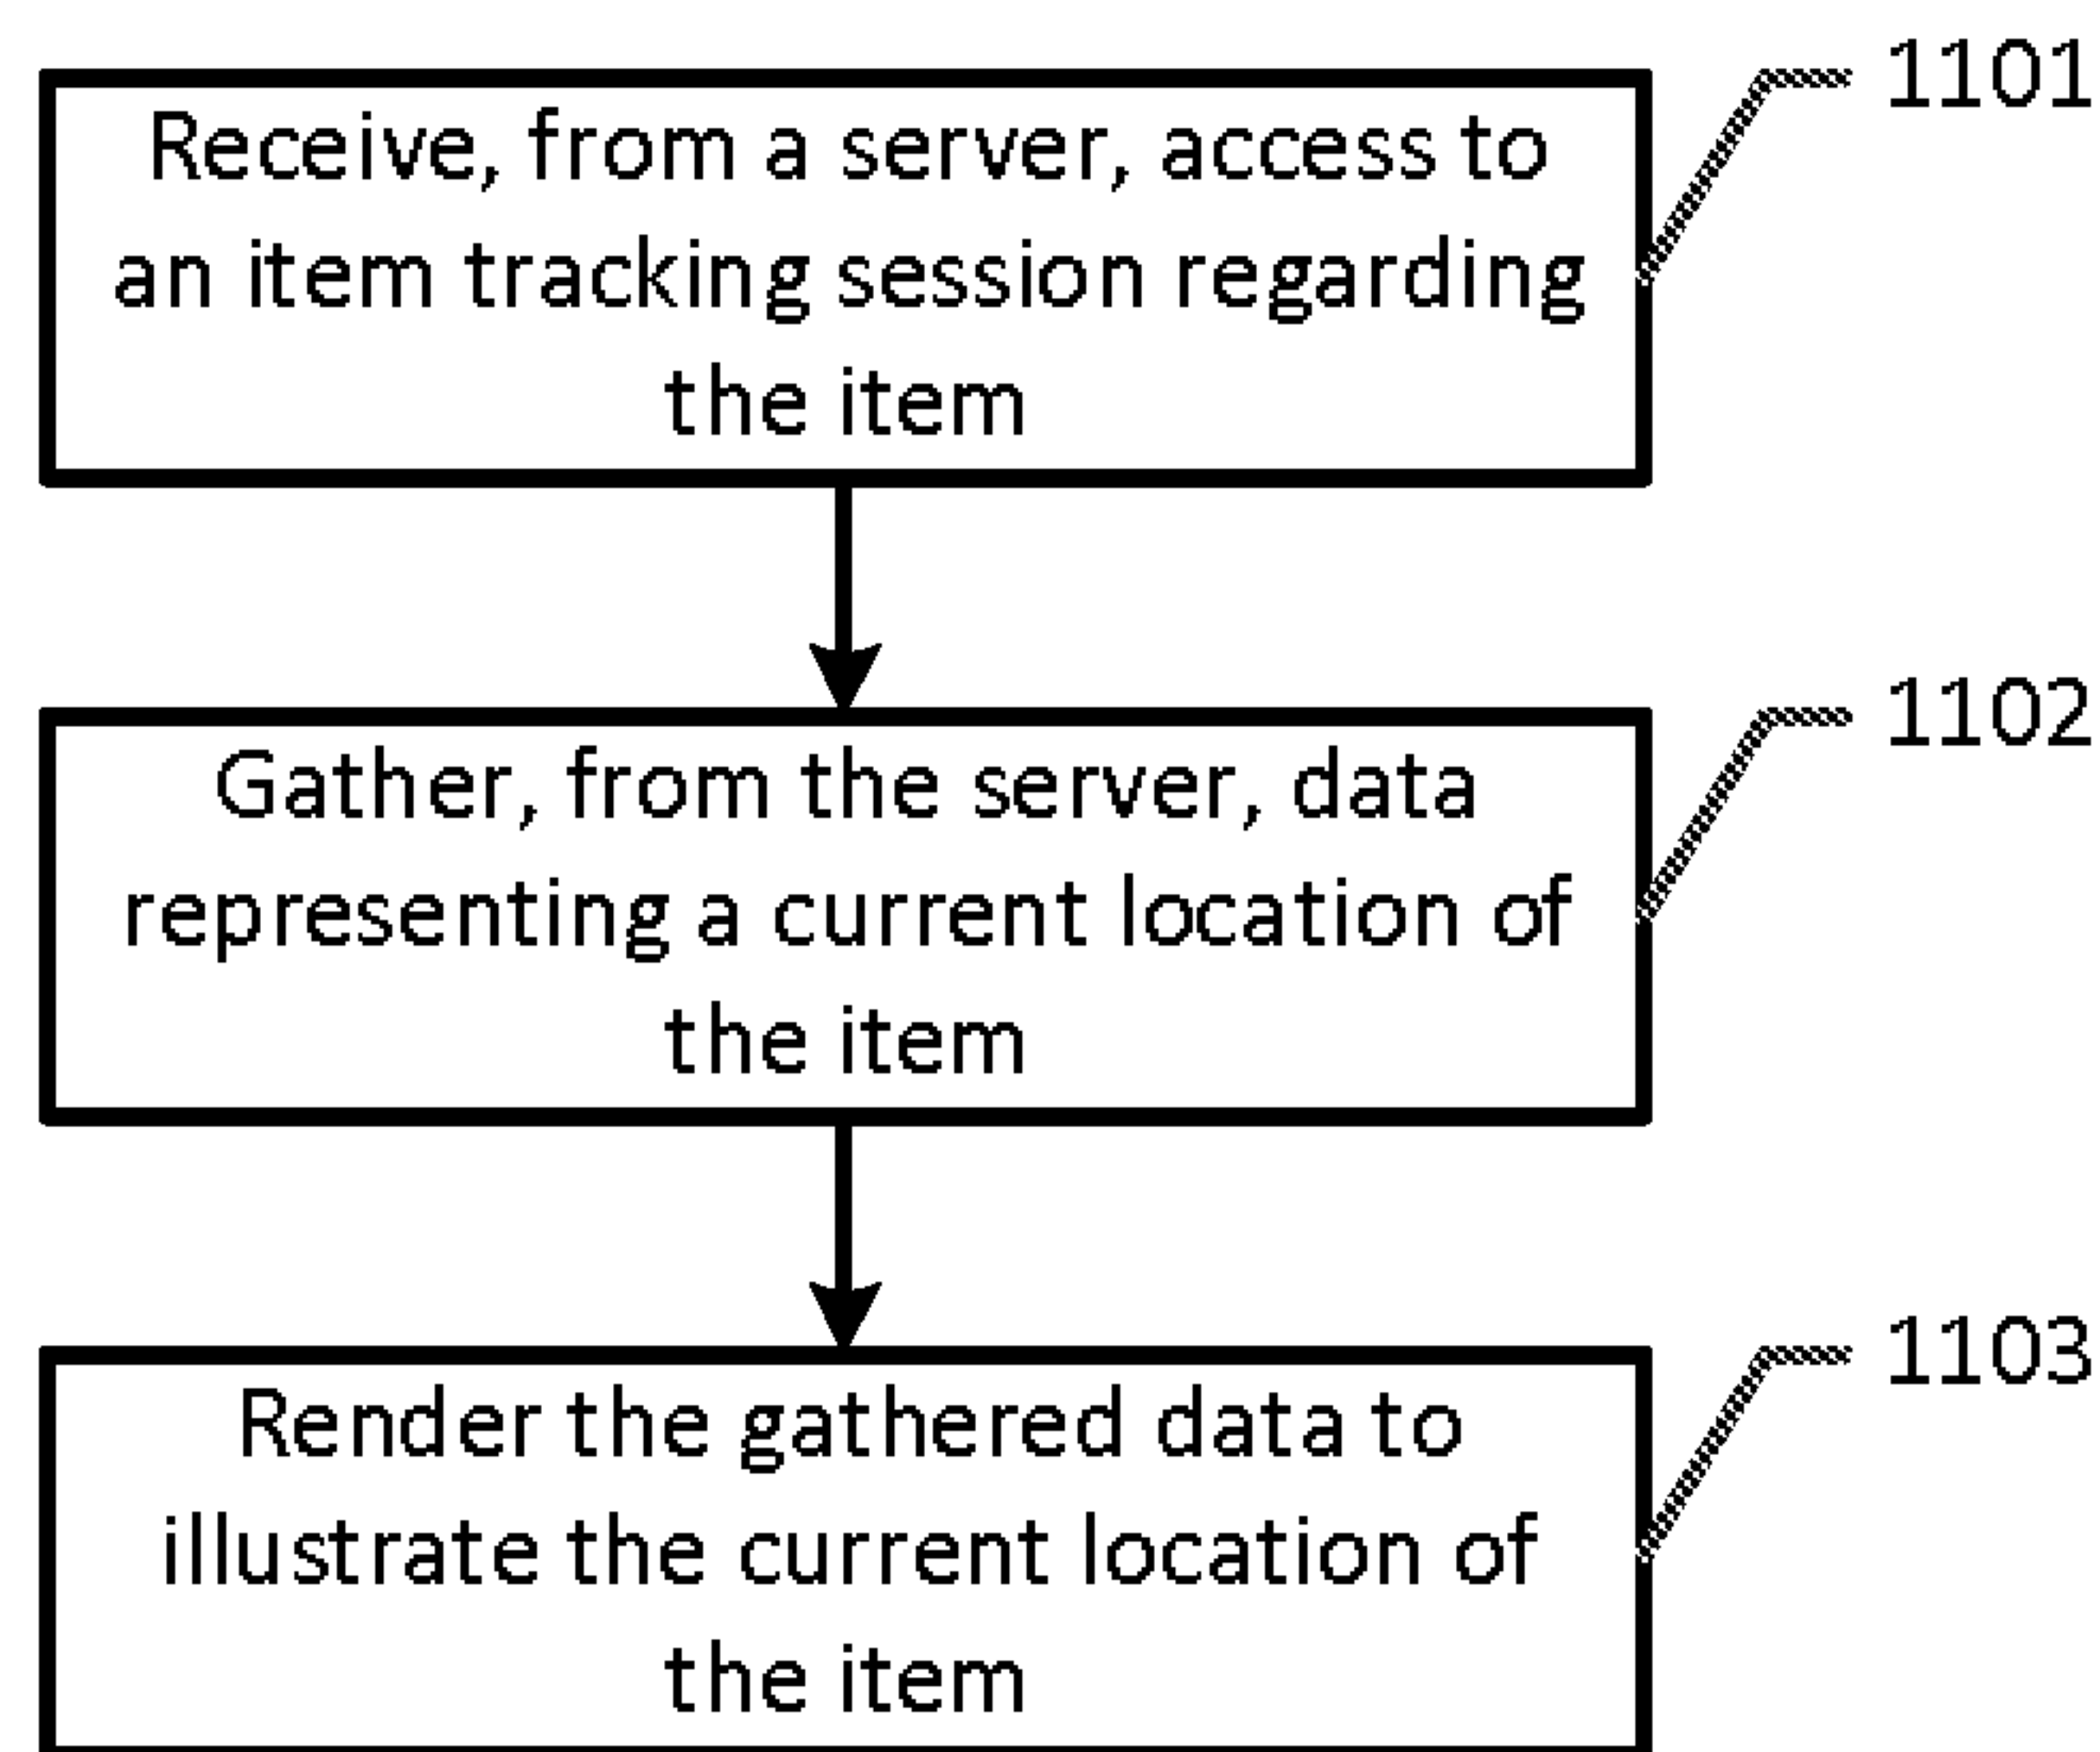 1101
Receive, from a server, access to
an item tracking session regarding
the item
1102
Gather, from the server, data
representing a current location of
the item
1103
Render the gathered data to
illustrate the current location of
the item